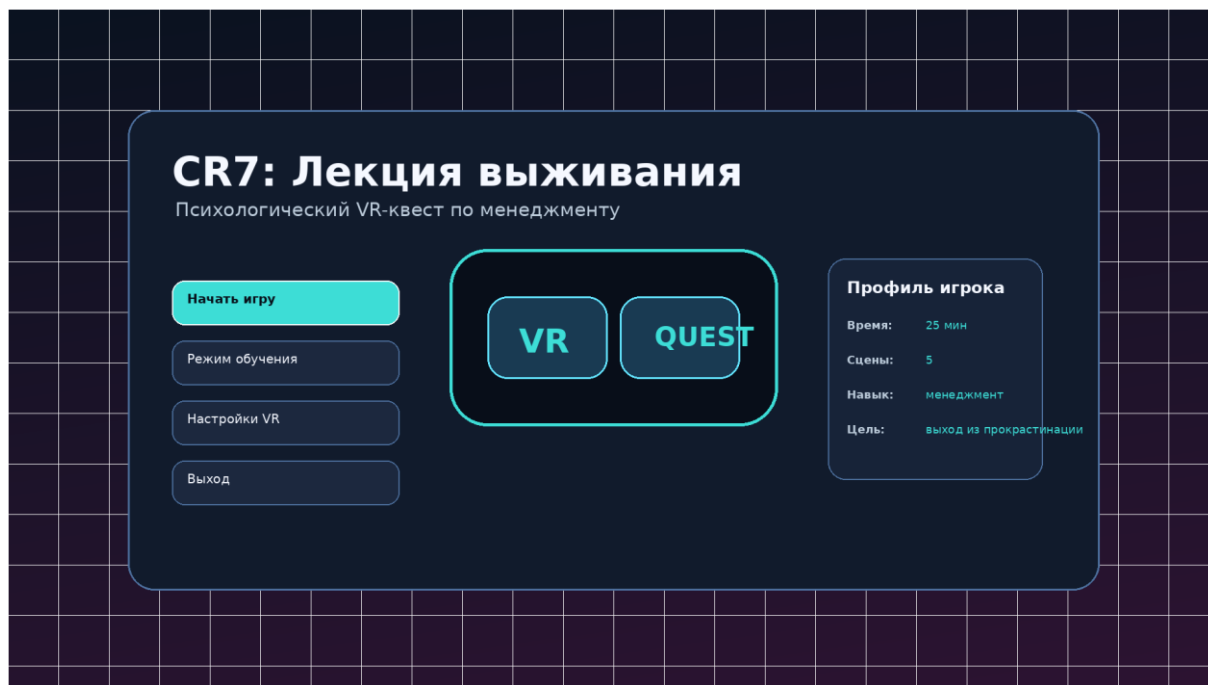 CR7: Лекция выживания
Психологический VR-квест по менеджменту
Начать игру
Режим обучения
Настройки VR
Выход
VR
QUEST
Профиль игрока
Время: 25 мин
Сцены: 5
Навык: менеджмент
Цель: выход из прокрастинации